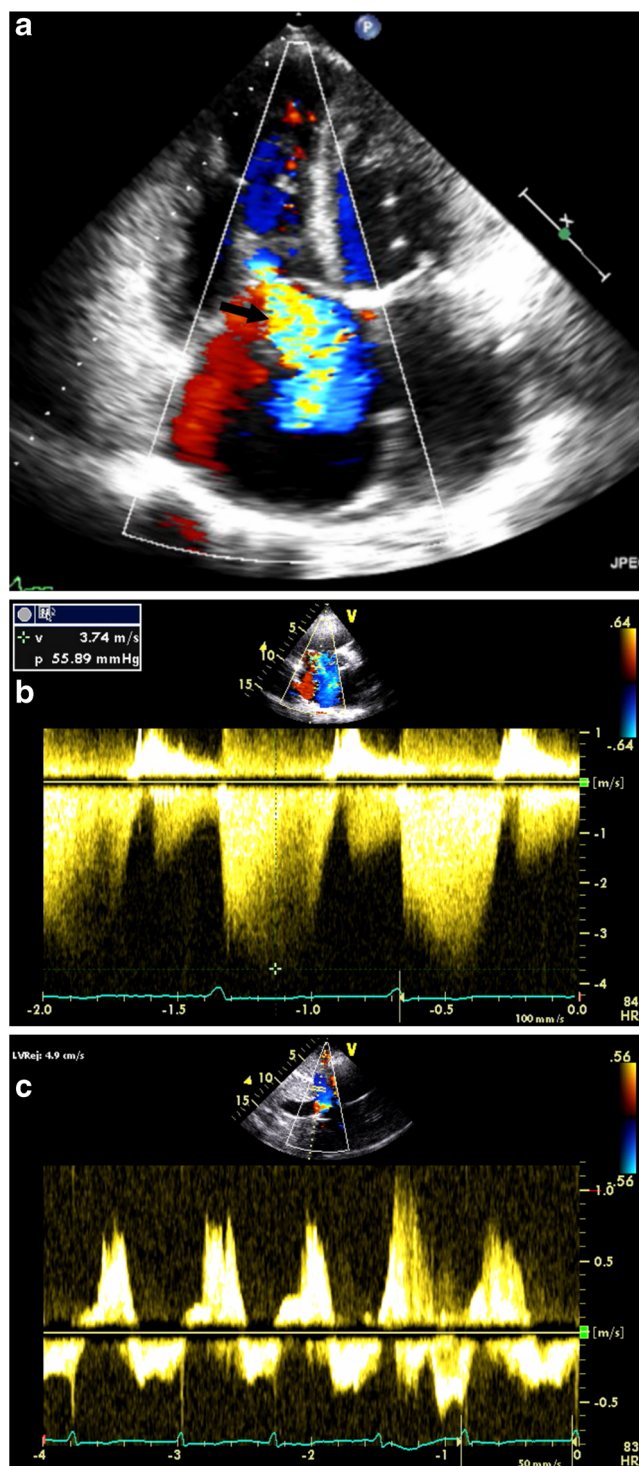 a
P
V
JPEG
v 3.74 m/s
p 55.89 mmHg
5
10
15
V
.64
-.64
b
1
[m/s]
-1
-2
-3
-4
-2.0 -1.5 -1.0 -0.5 0.0
100 mm/s
84
HR
LVRej: 4.9 cm/s
c
5
10
15
V
.56
-.56
1.0
0.5
[m/s]
-0.5
-4 -3 -2 -1 0
50 mm/s
83
HR